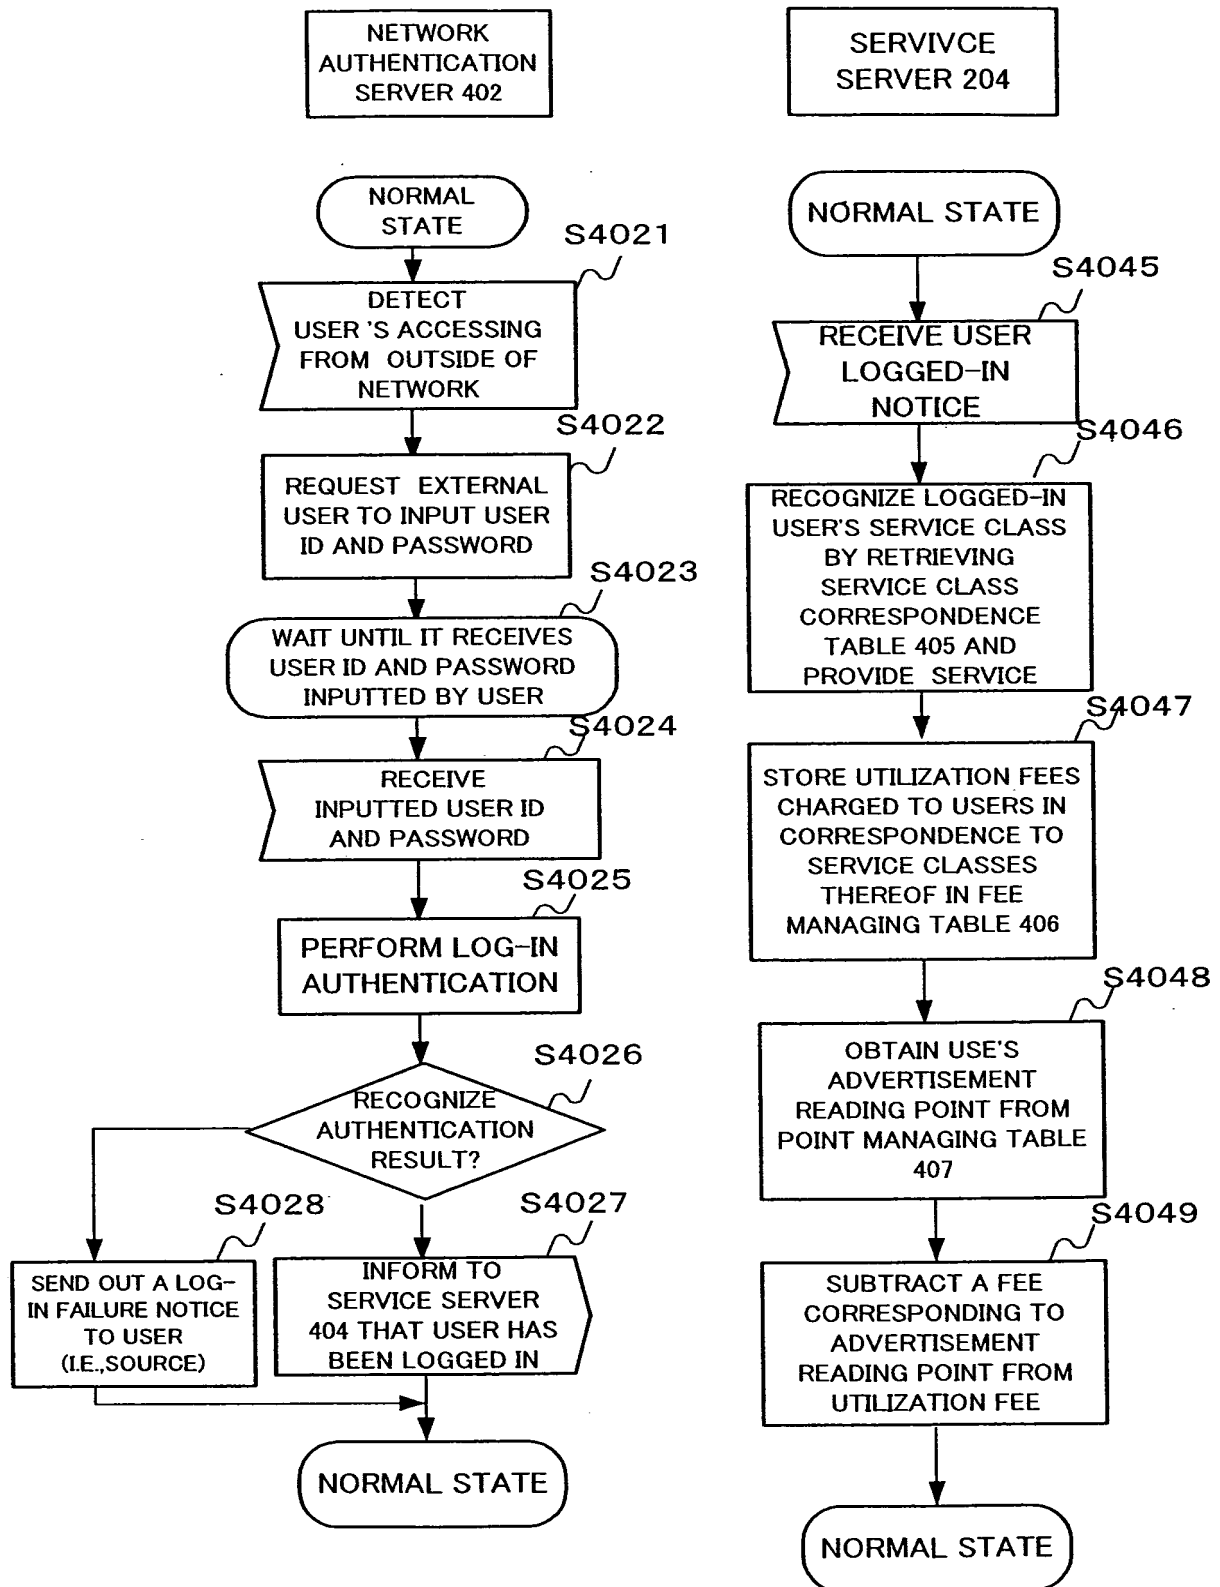 NETWORK
AUTHENTICATION
SERVER 402
NORMAL
STATE
S4021
DETECT
USER 'S ACCESSING
FROM OUTSIDE OF
NETWORK
S4022
REQUEST EXTERNAL
USER TO INPUT USER
ID AND PASSWORD
S4023
WAIT UNTIL IT RECEIVES
USER ID AND PASSWORD
INPUTTED BY USER
S4024
RECEIVE
INPUTTED USER ID
AND PASSWORD
S4025
PERFORM LOG-IN
AUTHENTICATION
S4026
RECOGNIZE
AUTHENTICATION
RESULT?
S4028
SEND OUT A LOG-
IN FAILURE NOTICE
TO USER
(I.E.,SOURCE)
S4027
INFORM TO
SERVICE SERVER
404 THAT USER HAS
BEEN LOGGED IN
NORMAL STATE
SERVIVCE
SERVER 204
NORMAL STATE
S4045
RECEIVE USER
LOGGED-IN
NOTICE
S4046
RECOGNIZE LOGGED-IN
USER'S SERVICE CLASS
BY RETRIEVING
SERVICE CLASS
CORRESPONDENCE
TABLE 405 AND
PROVIDE SERVICE
S4047
STORE UTILIZATION FEES
CHARGED TO USERS IN
CORRESPONDENCE TO
SERVICE CLASSES
THEREOF IN FEE
MANAGING TABLE 406
S4048
OBTAIN USE'S
ADVERTISEMENT
READING POINT FROM
POINT MANAGING TABLE
407
S4049
SUBTRACT A FEE
CORRESPONDING TO
ADVERTISEMENT
READING POINT FROM
UTILIZATION FEE
NORMAL STATE